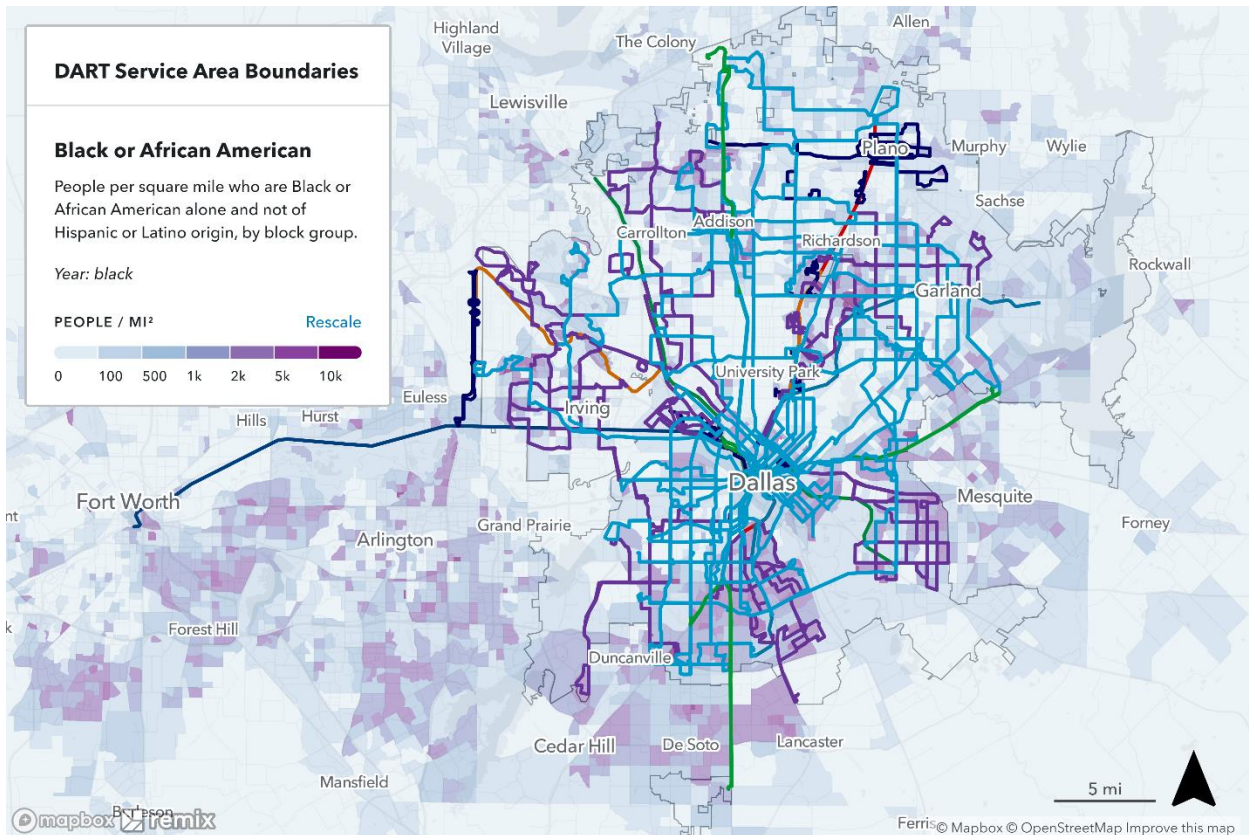 DART Service Area Boundaries
Black or African American
People per square mile who are Black or
African American alone and not of
Hispanic or Latino origin, by block group.
Year: black
PEOPLE / MI²
Rescale
0 100 500 1k 2k 5k 10k
Highland
Village
The Colony
Allen
Lewisville
Plano
Murphy
Wylie
Sachse
Carrollton
Addison
Richardson
Rockwall
Garland
University Park
Euless
Irving
Hills
Hurst
Dallas
Fort Worth
Mesquite
Forney
Grand Prairie
Arlington
Forest Hill
Duncanville
Cedar Hill
De Soto
Lancaster
Mansfield
5 mi
mapbox
remix
Ferris
© Mapbox © OpenStreetMap Improve this map